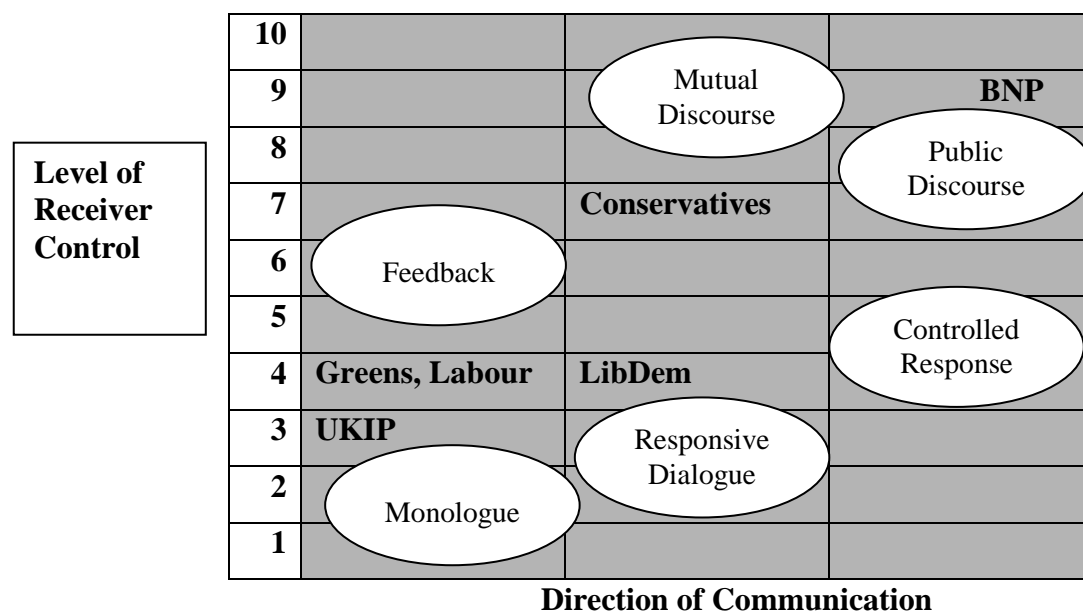 10
Mutual
Discourse
9
BNP
8
Public
Discourse
Level of
Receiver
Control
7
Conservatives
6
Feedback
5
Controlled
Response
4
Greens, Labour
LibDem
3
UKIP
Responsive
Dialogue
2
Monologue
1
Direction of Communication